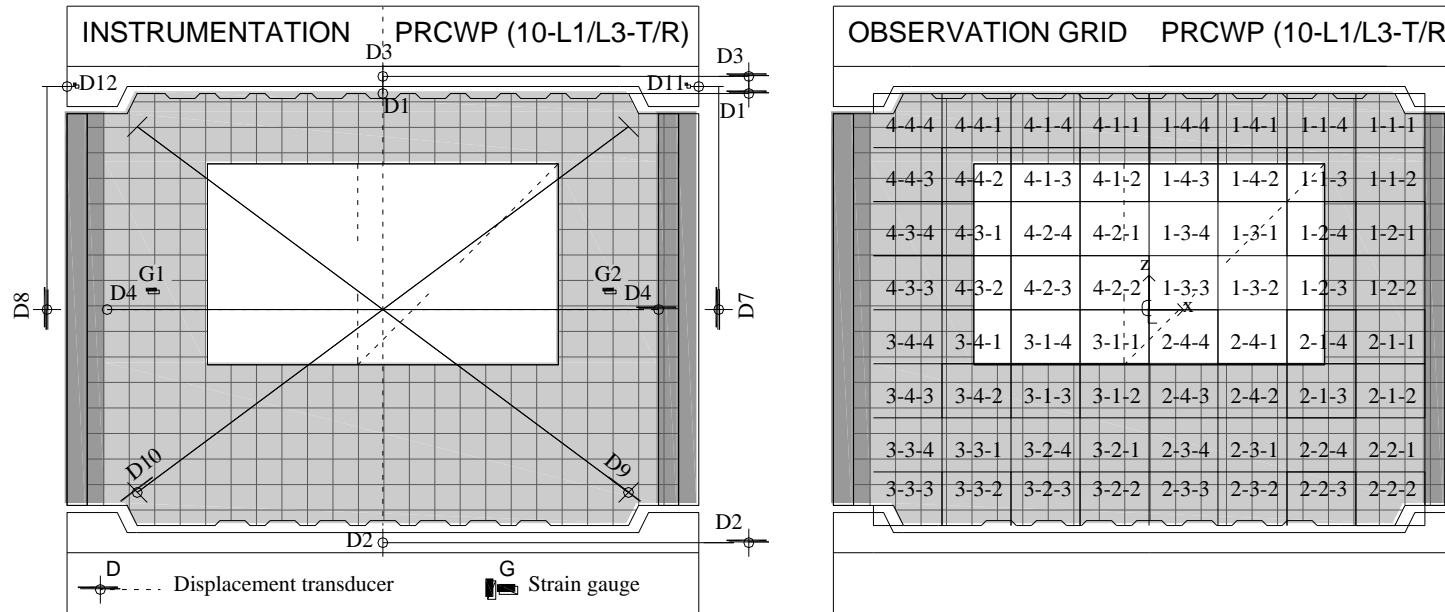 INSTRUMENTATION PRCWP (10-L1/L3-T/R)
D3
D3
D12
D11
D1
D1
G1
G2
D8
D4
D4
D7
D10
D9
D2
D2
D
Displacement transducer
G
Strain gauge
OBSERVATION GRID PRCWP (10-L1/L3-T/R
4-4-4 4-4-1 4-1-4 4-1-1 1-4-4 1-4-1 1-1-4 1-1-1
4-4-3 4-4-2 4-1-3 4-1-2 1-4-3 1-4-2 1-1-3 1-1-2
4-3-4 4-3-1 4-2-4 4-2-1 1-3-4 1-3-1 1-2-4 1-2-1
z
4-3-3 4-3-2 4-2-3 4-2-2 1-3-3 1-3-2 1-2-3 1-2-2
x
3-4-4 3-4-1 3-1-4 3-1-1 2-4-4 2-4-1 2-1-4 2-1-1
3-4-3 3-4-2 3-1-3 3-1-2 2-4-3 2-4-2 2-1-3 2-1-2
3-3-4 3-3-1 3-2-4 3-2-1 2-3-4 2-3-1 2-2-4 2-2-1
3-3-3 3-3-2 3-2-3 3-2-2 2-3-3 2-3-2 2-2-3 2-2-2